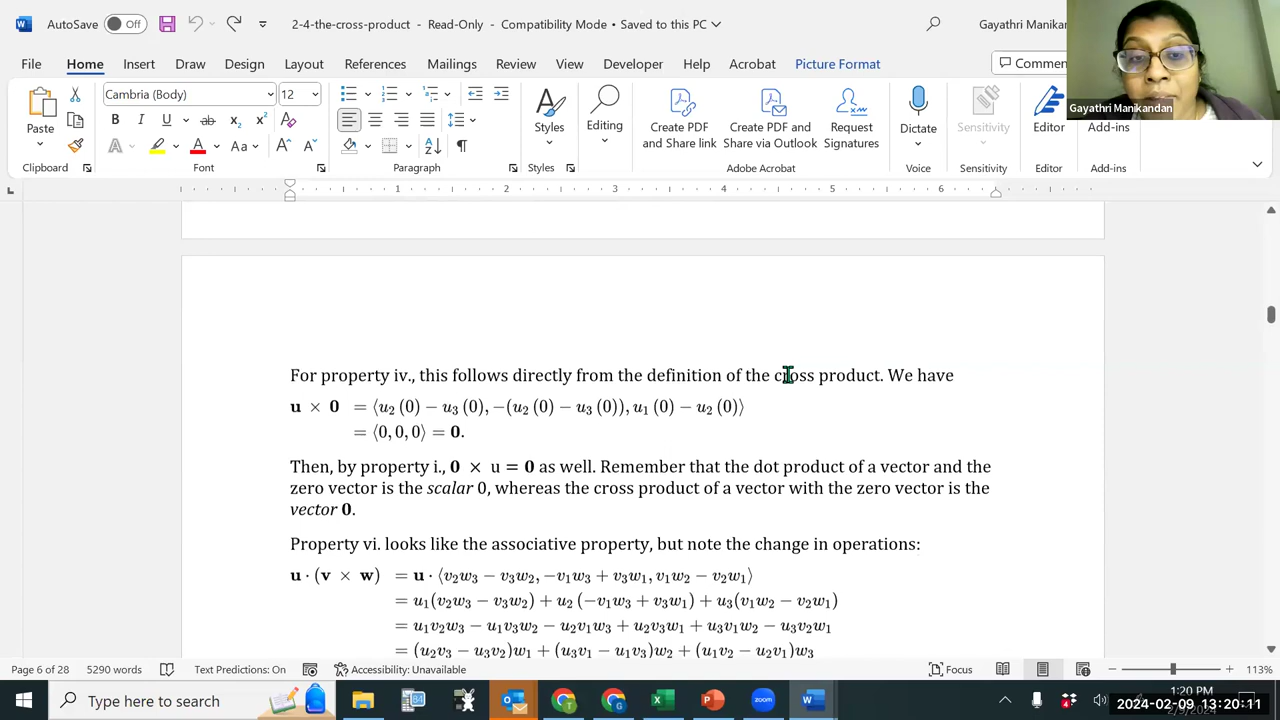 AutoSave Off 2-4-the-cross-product - Read-Only - Compatibility Mode • Saved to this PC Gayathri Manikan
File Home Insert Draw Design Layout References Mailings Review View Developer Help Acrobat Picture Format Commen
Cambria (Body) 12
Paste Styles Editing Create PDF and Share link Create PDF and Share via Outlook Request Signatures Dictate Sensitivity Editor Add-ins
Gayathri Manikandan
Clipboard Font Paragraph Styles Adobe Acrobat Voice Sensitivity Editor Add-ins
1 2 3 4 5 6
For property iv., this follows directly from the definition of the cross product. We have
u × 0 = ⟨u₂ (0) − u₃ (0), −(u₂ (0) − u₃ (0)), u₁ (0) − u₂ (0)⟩
= ⟨0, 0, 0⟩ = 0.
Then, by property i., 0 × u = 0 as well. Remember that the dot product of a vector and the
zero vector is the scalar 0, whereas the cross product of a vector with the zero vector is the
vector 0.
Property vi. looks like the associative property, but note the change in operations:
u · (v × w) = u · ⟨v₂w₃ − v₃w₂, −v₁w₃ + v₃w₁, v₁w₂ − v₂w₁⟩
= u₁(v₂w₃ − v₃w₂) + u₂ (−v₁w₃ + v₃w₁) + u₃(v₁w₂ − v₂w₁)
= u₁v₂w₃ − u₁v₃w₂ − u₂v₁w₃ + u₂v₃w₁ + u₃v₁w₂ − u₃v₂w₁
= (u₂v₃ − u₃v₂)w₁ + (u₃v₁ − u₁v₃)w₂ + (u₁v₂ − u₂v₁)w₃
Page 6 of 28 5290 words Text Predictions: On Accessibility: Unavailable Focus 113%
Type here to search zoom 1:20 PM
2024-02-09 13:20:11